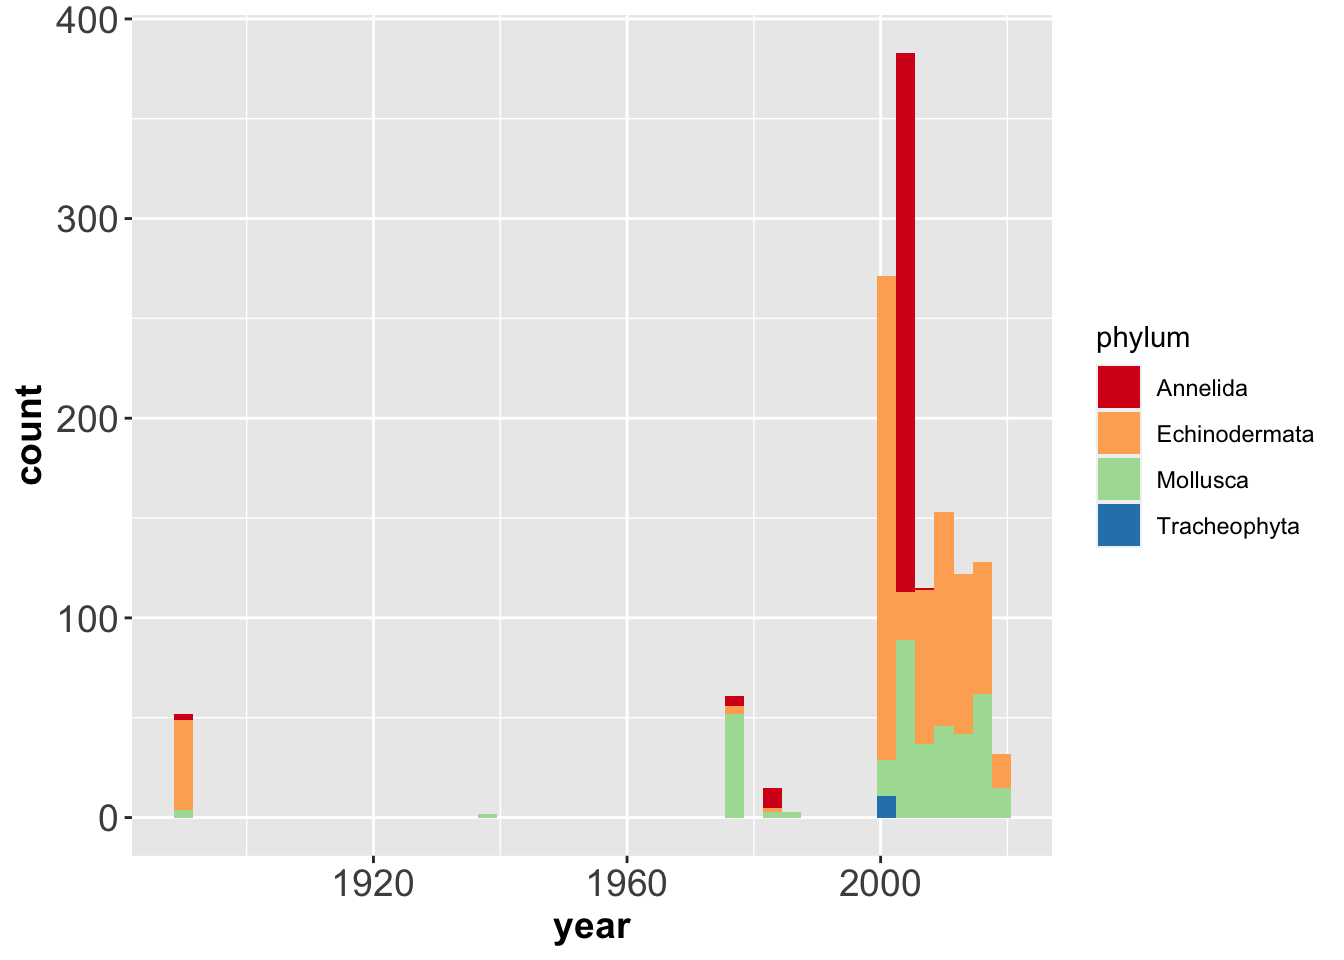 400
300
200
100
0
count
1920
1960
2000
year
phylum
Annelida
Echinodermata
Mollusca
Tracheophyta